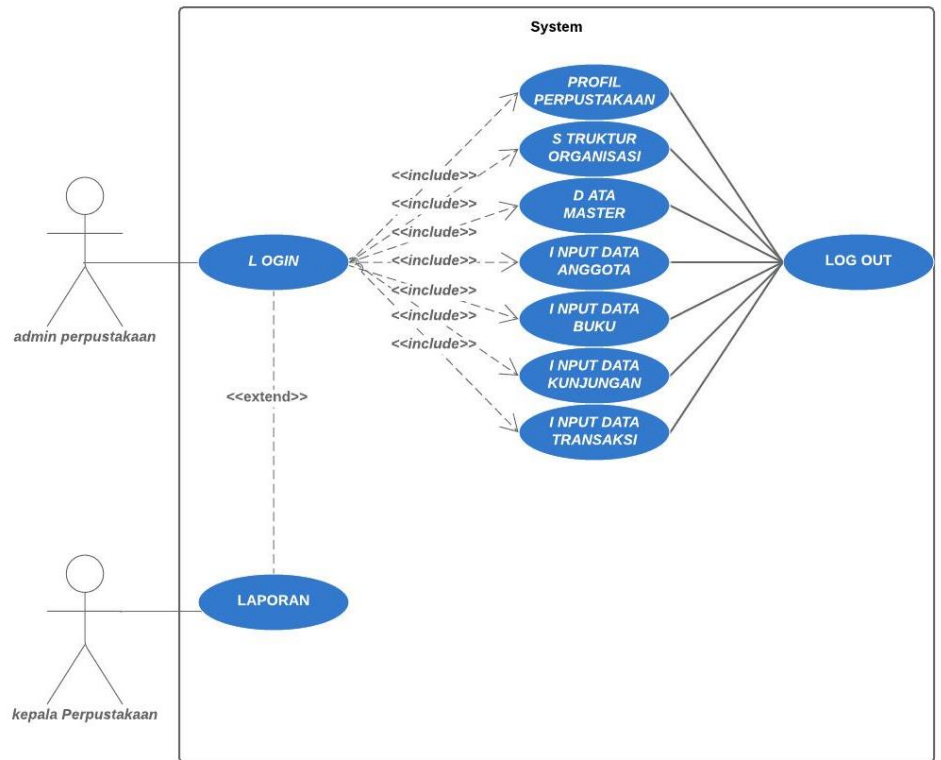 System
PROFIL
PERPUSTAKAAN
S TRUKTUR
ORGANISASI
D ATA
MASTER
I NPUT DATA
ANGGOTA
I NPUT DATA
BUKU
I NPUT DATA
KUNJUNGAN
I NPUT DATA
TRANSAKSI
<<include>>
<<include>>
<<include>>
<<include>>
<<include>>
<<include>>
<<include>>
L OGIN
LOG OUT
admin perpustakaan
<<extend>>
LAPORAN
kepala Perpustakaan